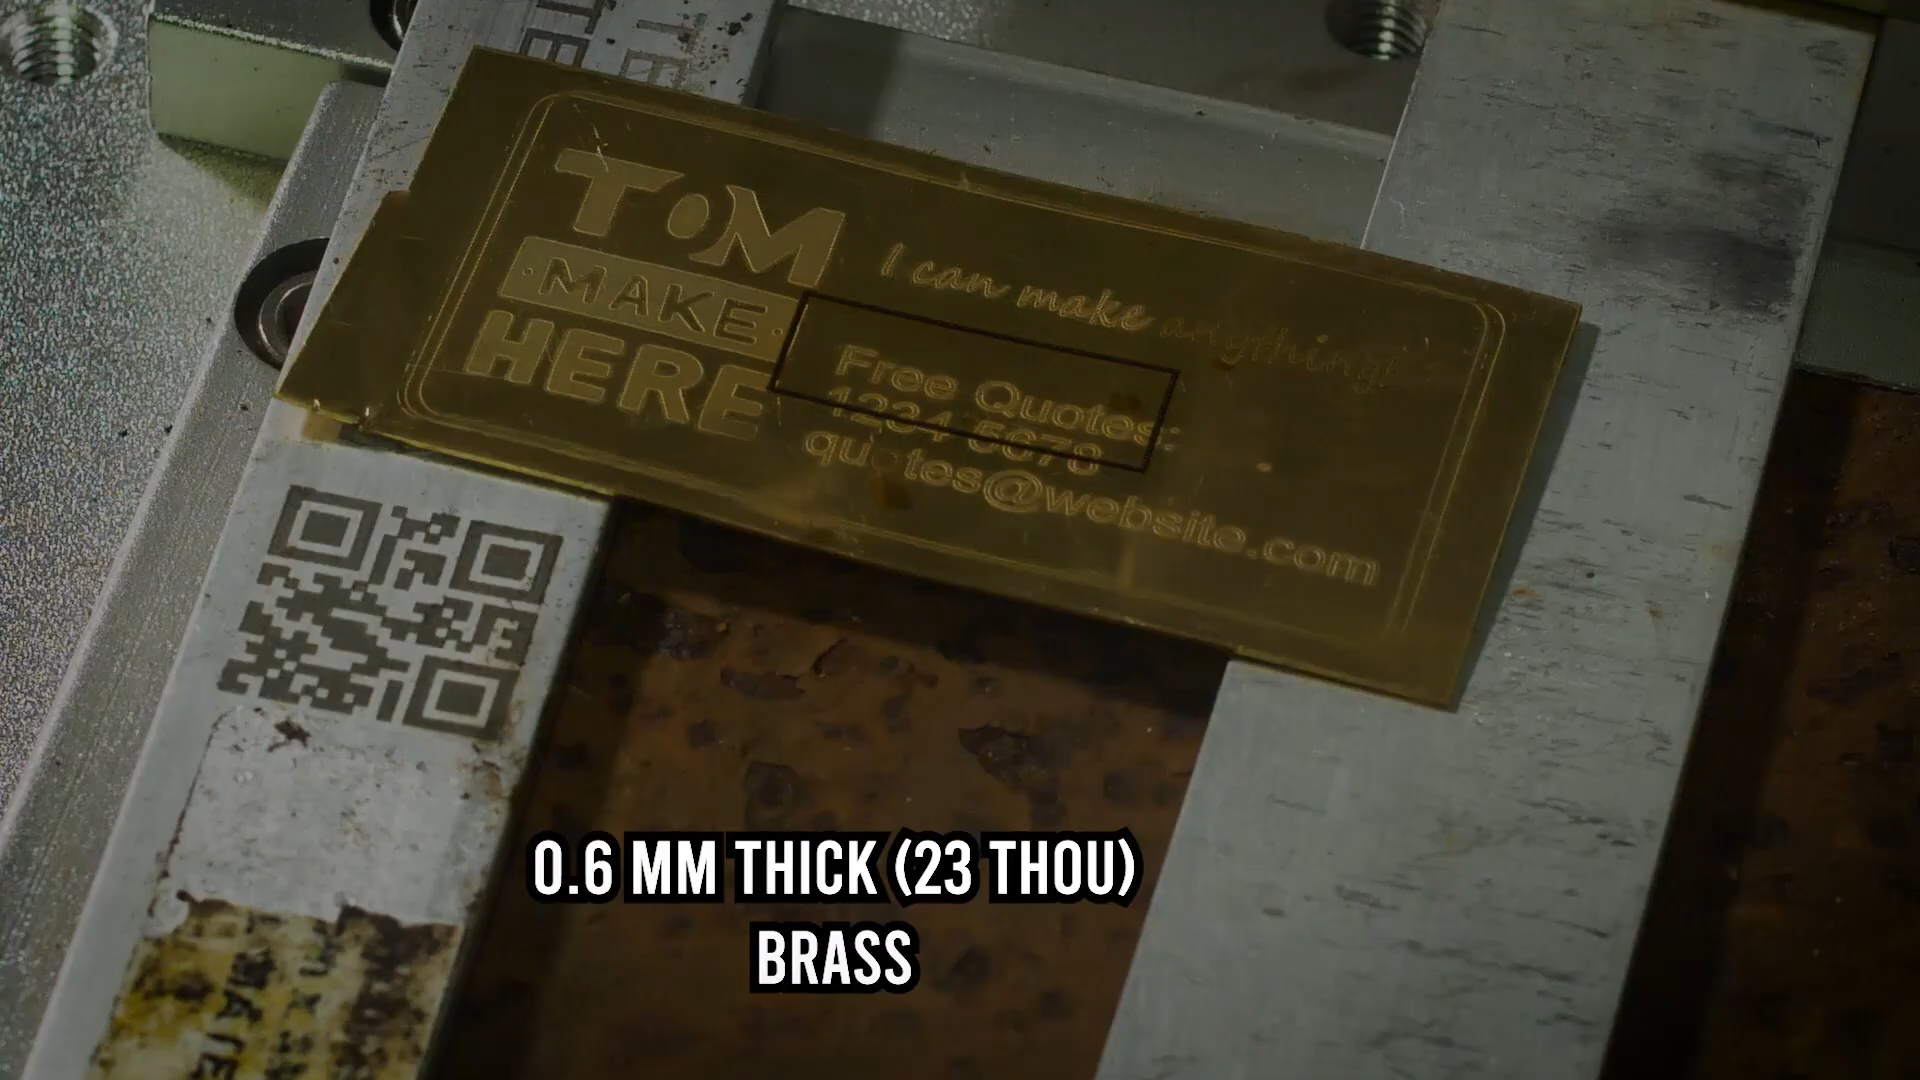 TOM
·MAKE·
HERE
I can make anything!
Free Quotes:
1234 5678
quotes@website.com
0.6 MM THICK (23 THOU)
BRASS